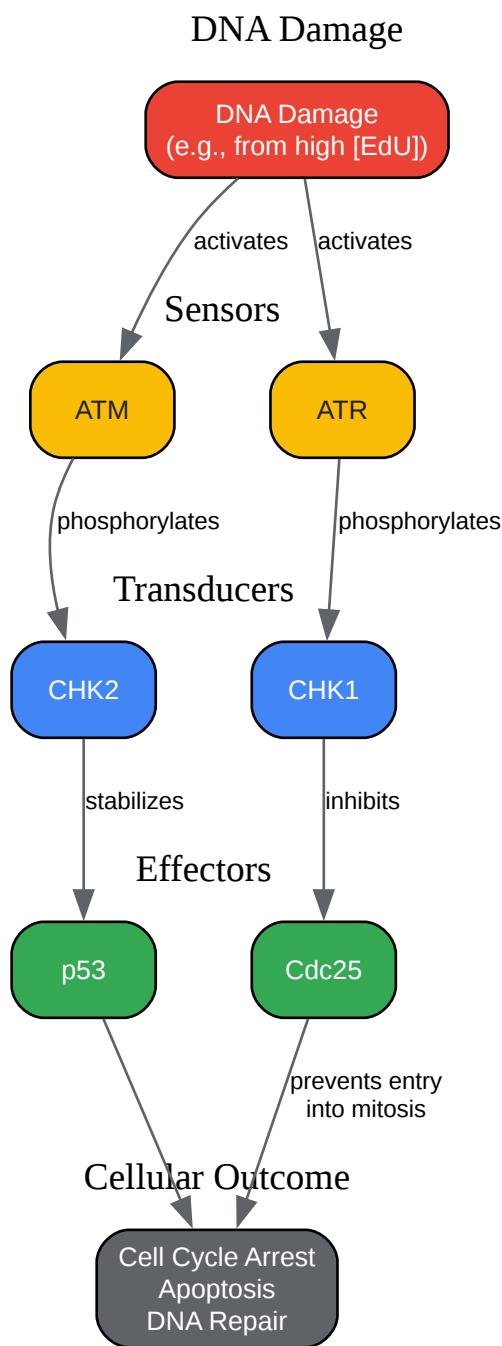 DNA Damage
DNA Damage
(e.g., from high [EdU])
activates
activates
Sensors
ATM
ATR
phosphorylates
phosphorylates
Transducers
CHK2
CHK1
stabilizes
inhibits
Effectors
p53
Cdc25
prevents entry
into mitosis
Cellular Outcome
Cell Cycle Arrest
Apoptosis
DNA Repair